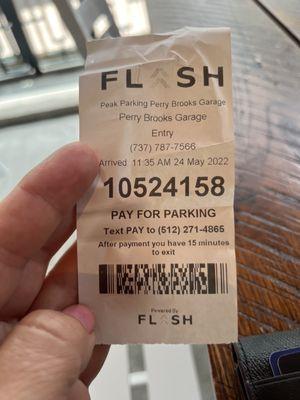 FLASH
Peak Parking Perry Brooks Garage
Perry Brooks Garage
Entry
(737) 787-7566
Arrived 11:35 AM 24 May 2022
10524158
PAY FOR PARKING
Text PAY to (512) 271-4865
After payment you have 15 minutes
to exit
Powered By
FLASH